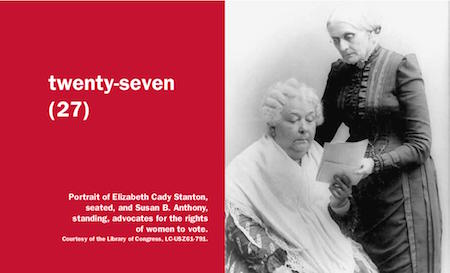 twenty-seven
(27)
Portrait of Elizabeth Cady Stanton,
seated, and Susan B. Anthony,
standing, advocates for the rights
of women to vote.
Courtesy of the Library of Congress, LC-USZ61-791.